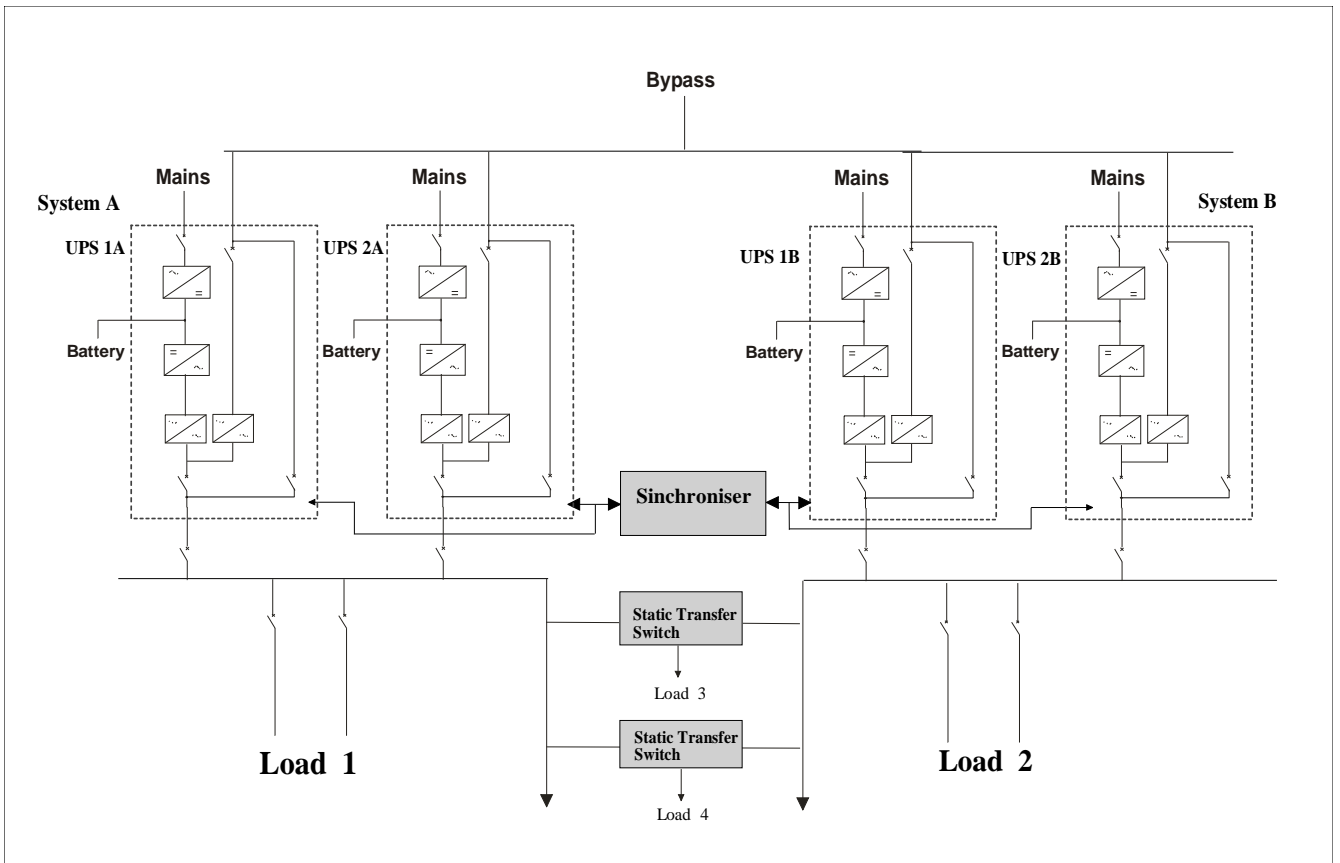 Bypass
Mains
Mains
Mains
Mains
System A
System B
UPS 1A
UPS 2A
UPS 1B
UPS 2B
Battery
Battery
Battery
Battery
Sinchroniser
Static Transfer
Switch
Load 3
Static Transfer
Switch
Load 1
Load 2
Load 4